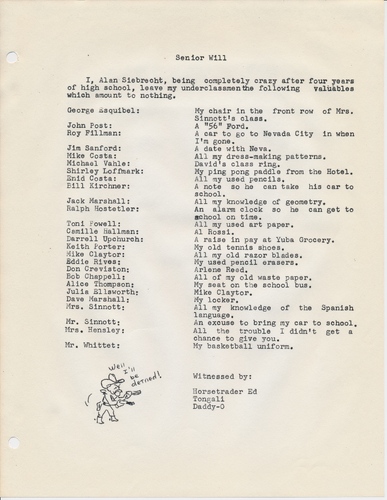 Senior Will
I, Alan Siebrecht, being completely crazy after four years
of high school, leave my underclassmenthe following valuables
which amount to nothing.
George Esquibel: My chair in the front row of Mrs.
Sinnott's class.
John Post: A "56" Ford.
Roy Fillman: A car to go to Nevada City in when
I'm gone.
Jim Sanford: A date with Neva.
Mike Costa: All my dress-making patterns.
Michael Vahle: David's class ring.
Shirley Loffmark: My ping pong paddle from the Hotel.
Enid Costa: All my used pencils.
Bill Kirchner: A note so he can take his car to
school.
Jack Marshall: All my knowledge of geometry.
Ralph Hostetler: An alarm clock so he can get to
school on time.
Toni Powell: All my used art paper.
Camille Hallman: Al Rossi.
Darrell Upchurch: A raise in pay at Yuba Grocery.
Keith Porter: My old tennis shoes.
Mike Claytor: All my old razor blades.
Eddie Rives: My used pencil erasers.
Don Creviston: Arlene Reed.
Bob Chappell: All of my old waste paper.
Alice Thompson: My seat on the school bus.
Julia Ellsworth: Mike Claytor.
Dave Marshall: My locker.
Mrs. Sinnott: All my knowledge of the Spanish
language.
Mr. Sinnott: An excuse to bring my car to school.
Mrs. Hensley: All the trouble I didn't get a
chance to give you.
Mr. Whittet: My basketball uniform.
Well
I'll
be
derned!
Witnessed by:
Horsetrader Ed
Tongali
Daddy-O